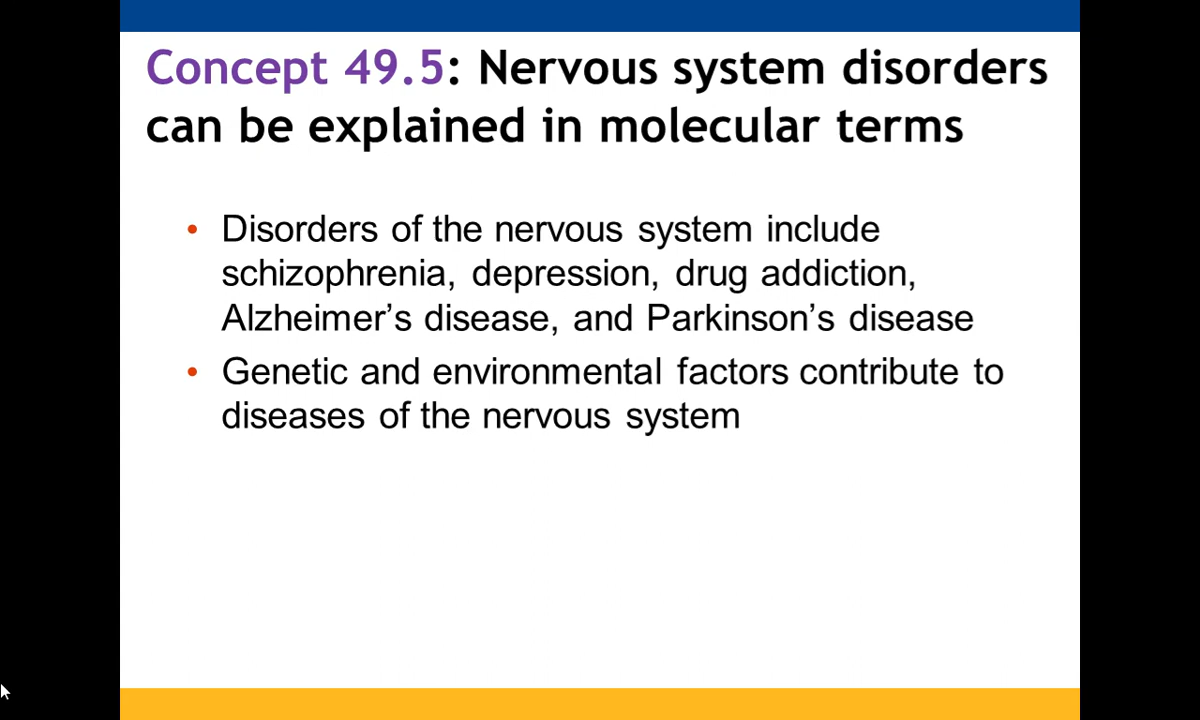 Concept 49.5: Nervous system disorders
can be explained in molecular terms
• Disorders of the nervous system include
schizophrenia, depression, drug addiction,
Alzheimer’s disease, and Parkinson’s disease
• Genetic and environmental factors contribute to
diseases of the nervous system